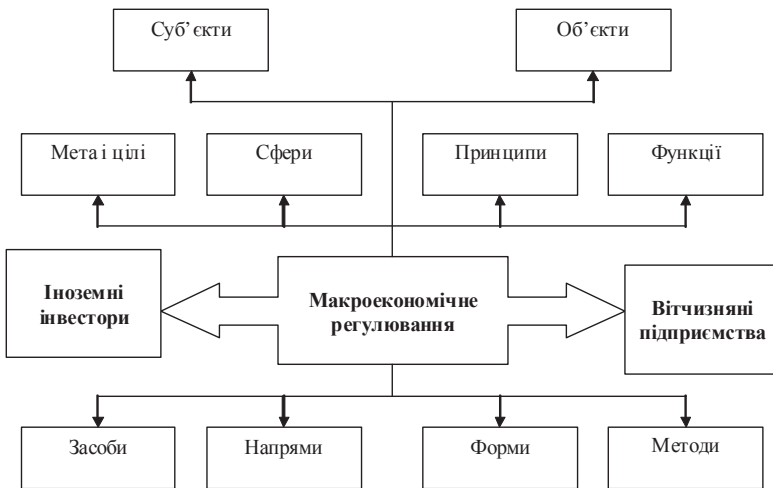 Суб’єкти
Об’єкти
Мета і цілі
Сфери
Принципи
Функції
Іноземні
інвестори
Макроекономічне
регулювання
Вітчизняні
підприємства
Засоби
Напрями
Форми
Методи